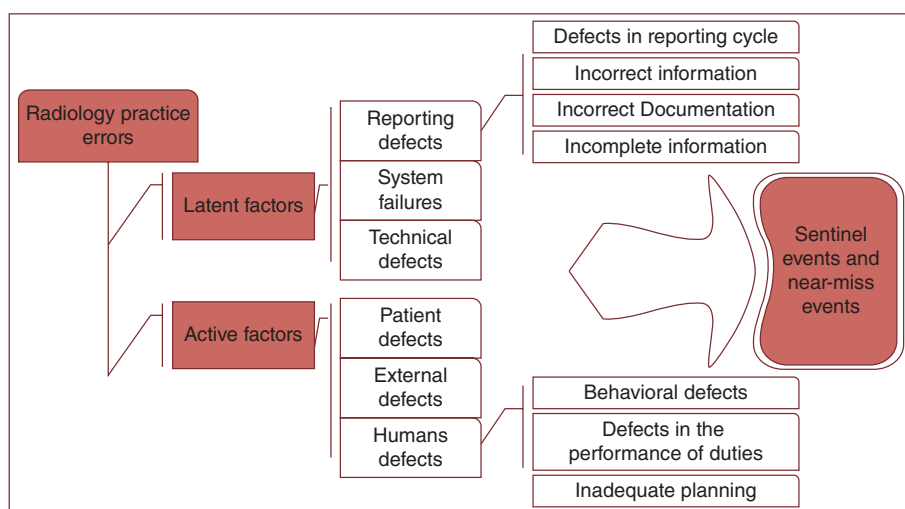 Radiology practice
errors
Latent factors
Reporting
defects
System
failures
Technical
defects
Defects in reporting cycle
Incorrect information
Incorrect Documentation
Incomplete information
Active factors
Patient
defects
External
defects
Humans
defects
Behavioral defects
Defects in the
performance of duties
Inadequate planning
Sentinel
events and
near-miss
events